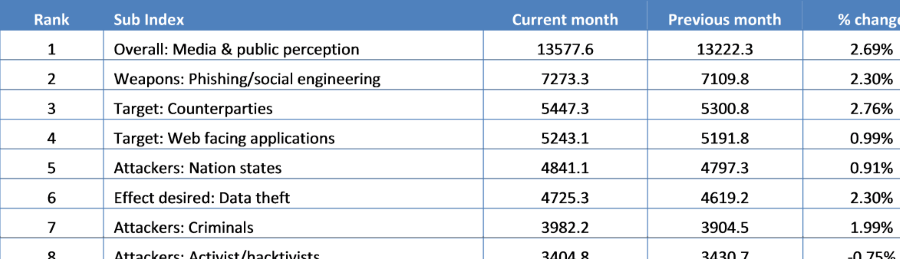 Rank Sub Index Current month Previous month % change
1 Overall: Media & public perception 13577.6 13222.3 2.69%
2 Weapons: Phishing/social engineering 7273.3 7109.8 2.30%
3 Target: Counterparties 5447.3 5300.8 2.76%
4 Target: Web facing applications 5243.1 5191.8 0.99%
5 Attackers: Nation states 4841.1 4797.3 0.91%
6 Effect desired: Data theft 4725.3 4619.2 2.30%
7 Attackers: Criminals 3982.2 3904.5 1.99%
8 Attackers: Activist/hacktivists 3404.8 3430.7 -0.75%